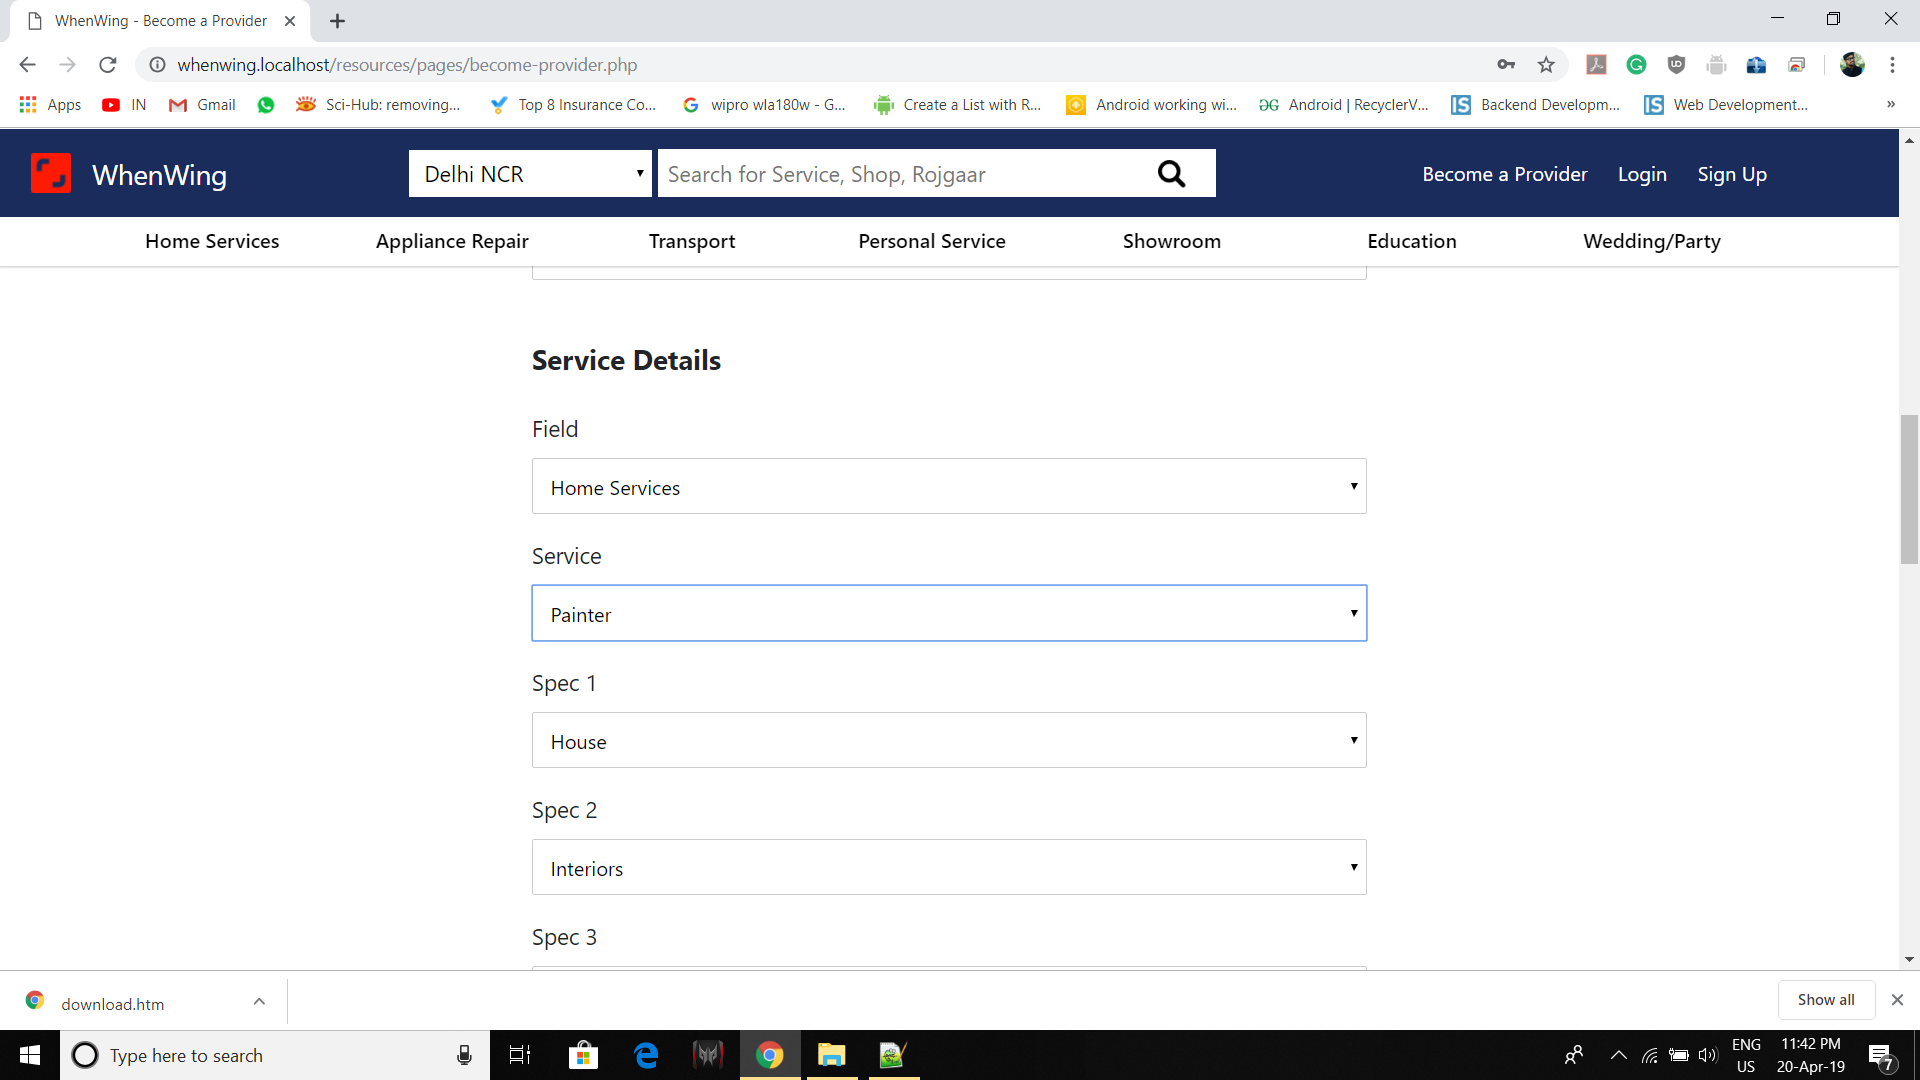 WhenWing - Become a Provider
whenwing.localhost/resources/pages/become-provider.php
Apps IN Gmail Sci-Hub: removing... Top 8 Insurance Co... wipro wla180w - G... Create a List with R... Android working wi... Android | RecyclerV... Backend Developm... Web Development... »
WhenWing Delhi NCR Search for Service, Shop, Rojgaar Become a Provider Login Sign Up
Home Services Appliance Repair Transport Personal Service Showroom Education Wedding/Party
Service Details
Field
Home Services
Service
Painter
Spec 1
House
Spec 2
Interiors
Spec 3
download.htm Show all
Type here to search
ENG 11:42 PM
US 20-Apr-19 7